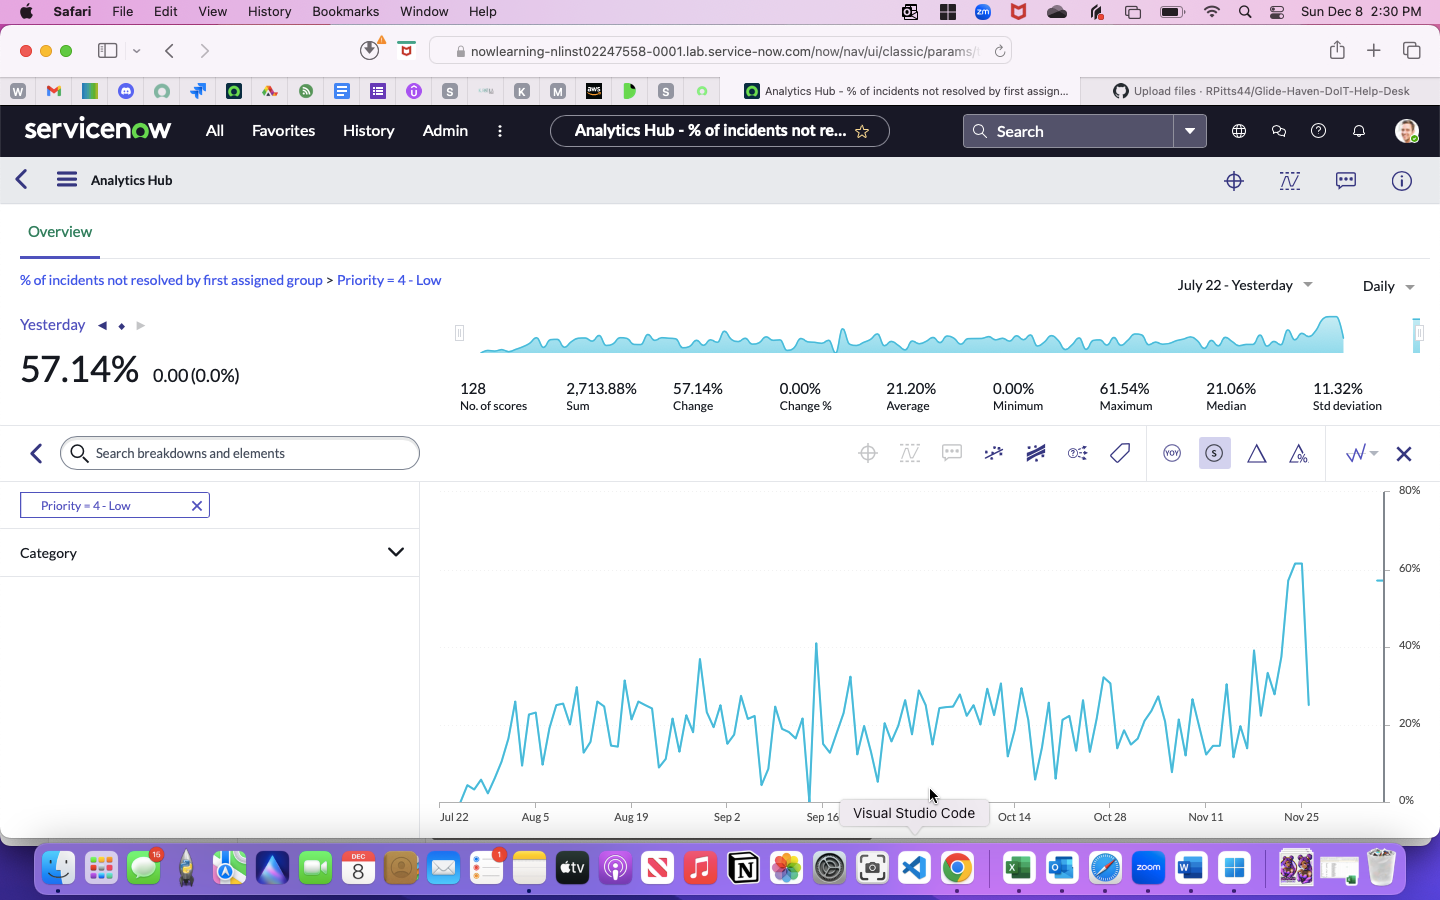 Safari File Edit View History Bookmarks Window Help zm Sun Dec 8 2:30 PM
nowlearning-nlinst02247558-0001.lab.service-now.com/now/nav/ui/classic/params/
W S K M aws S Analytics Hub - % of incidents not resolved by first assign... Upload files · RPitts44/Glide-Haven-DoIT-Help-Desk
servicenow All Favorites History Admin Analytics Hub - % of incidents not re... Search
Analytics Hub
Overview
% of incidents not resolved by first assigned group > Priority = 4 - Low
July 22 - Yesterday Daily
Yesterday
57.14% 0.00 (0.0%)
128 2,713.88% 57.14% 0.00% 21.20% 0.00% 61.54% 21.06% 11.32%
No. of scores Sum Change Change % Average Minimum Maximum Median Std deviation
Search breakdowns and elements YOY S %
Priority = 4 - Low
Category
80%
60%
40%
20%
0%
Jul 22 Aug 5 Aug 19 Sep 2 Sep 16 Oct 14 Oct 28 Nov 11 Nov 25
Visual Studio Code
15 DEC 8 1 tv zoom